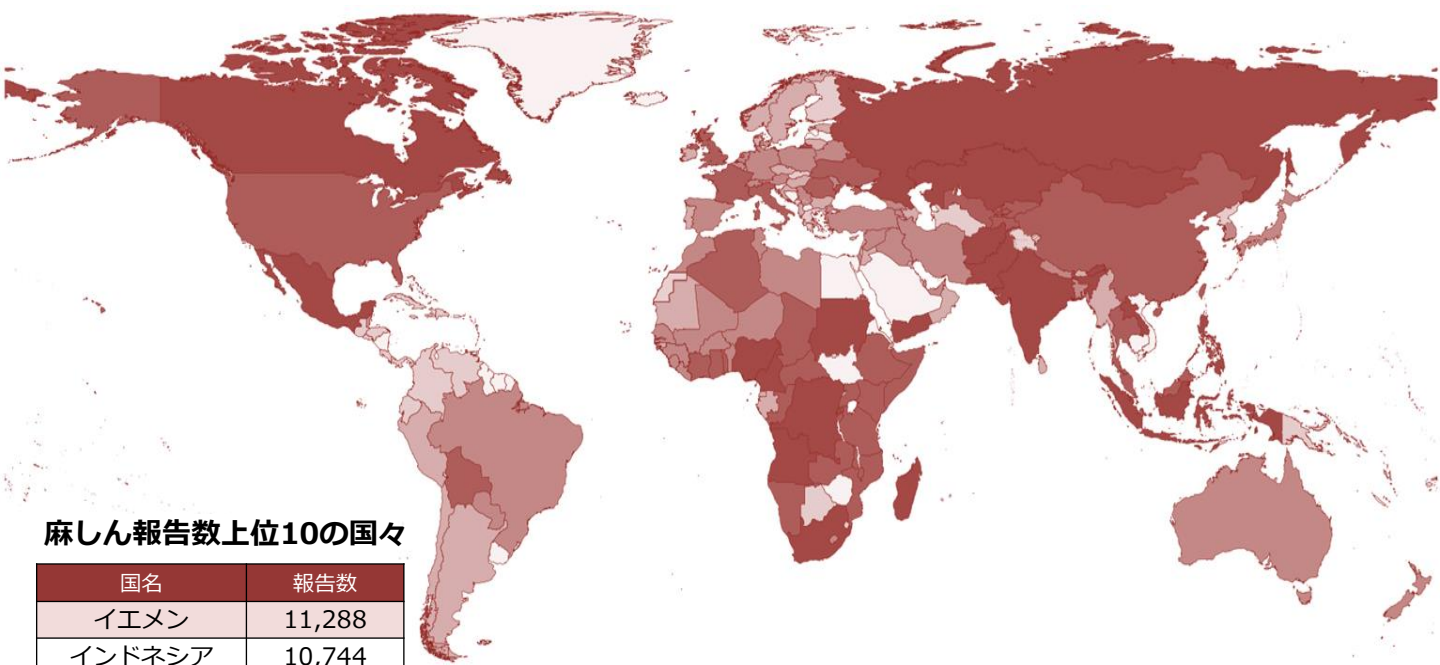 麻しん報告数上位10の国々
国名 報告数
イエメン 11,288
インドネシア 10,744